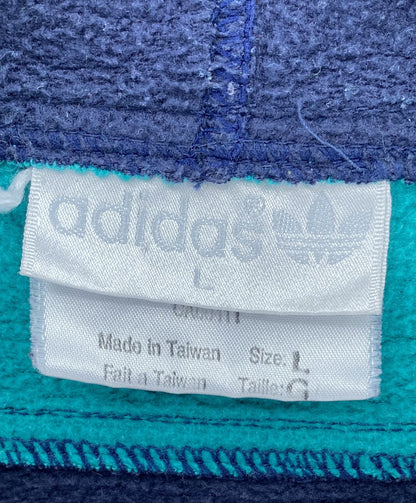 adidas®
L
Made in Taiwan Size: L
Fait a Taiwan Taille: G